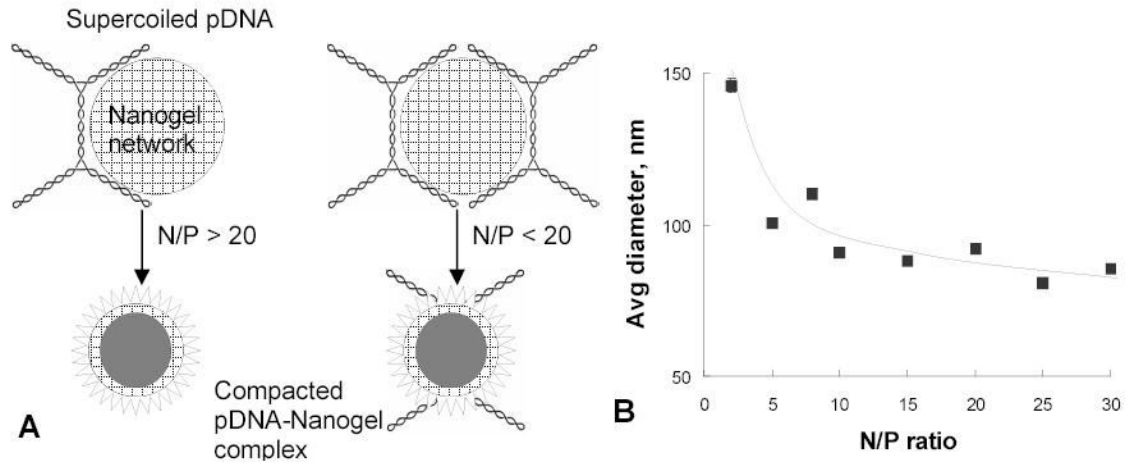 Supercoiled pDNA
Nanogel
network
N/P > 20
N/P < 20
Compacted
pDNA-Nanogel
complex
A
150
100
50
Avg diameter, nm
0 5 10 15 20 25 30
N/P ratio
B